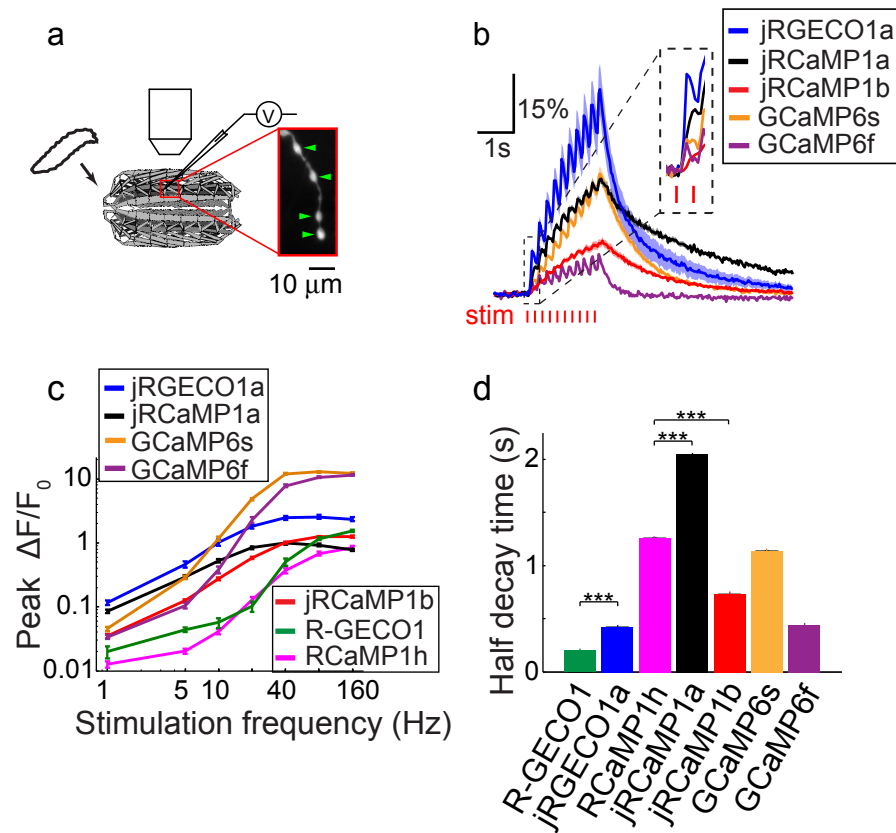 a
V
10 μm
b
jRGECO1a
jRCaMP1a
jRCaMP1b
GCaMP6s
GCaMP6f
15%
1s
stim
c
jRGECO1a
jRCaMP1a
GCaMP6s
GCaMP6f
Peak ΔF/F0
10
1
0.1
0.01
jRCaMP1b
R-GECO1
RCaMP1h
1 5 10 40 160
Stimulation frequency (Hz)
d
Half decay time (s)
2
1
0
***
***
***
R-GECO1
jRGECO1a
RCaMP1h
jRCaMP1a
jRCaMP1b
GCaMP6s
GCaMP6f